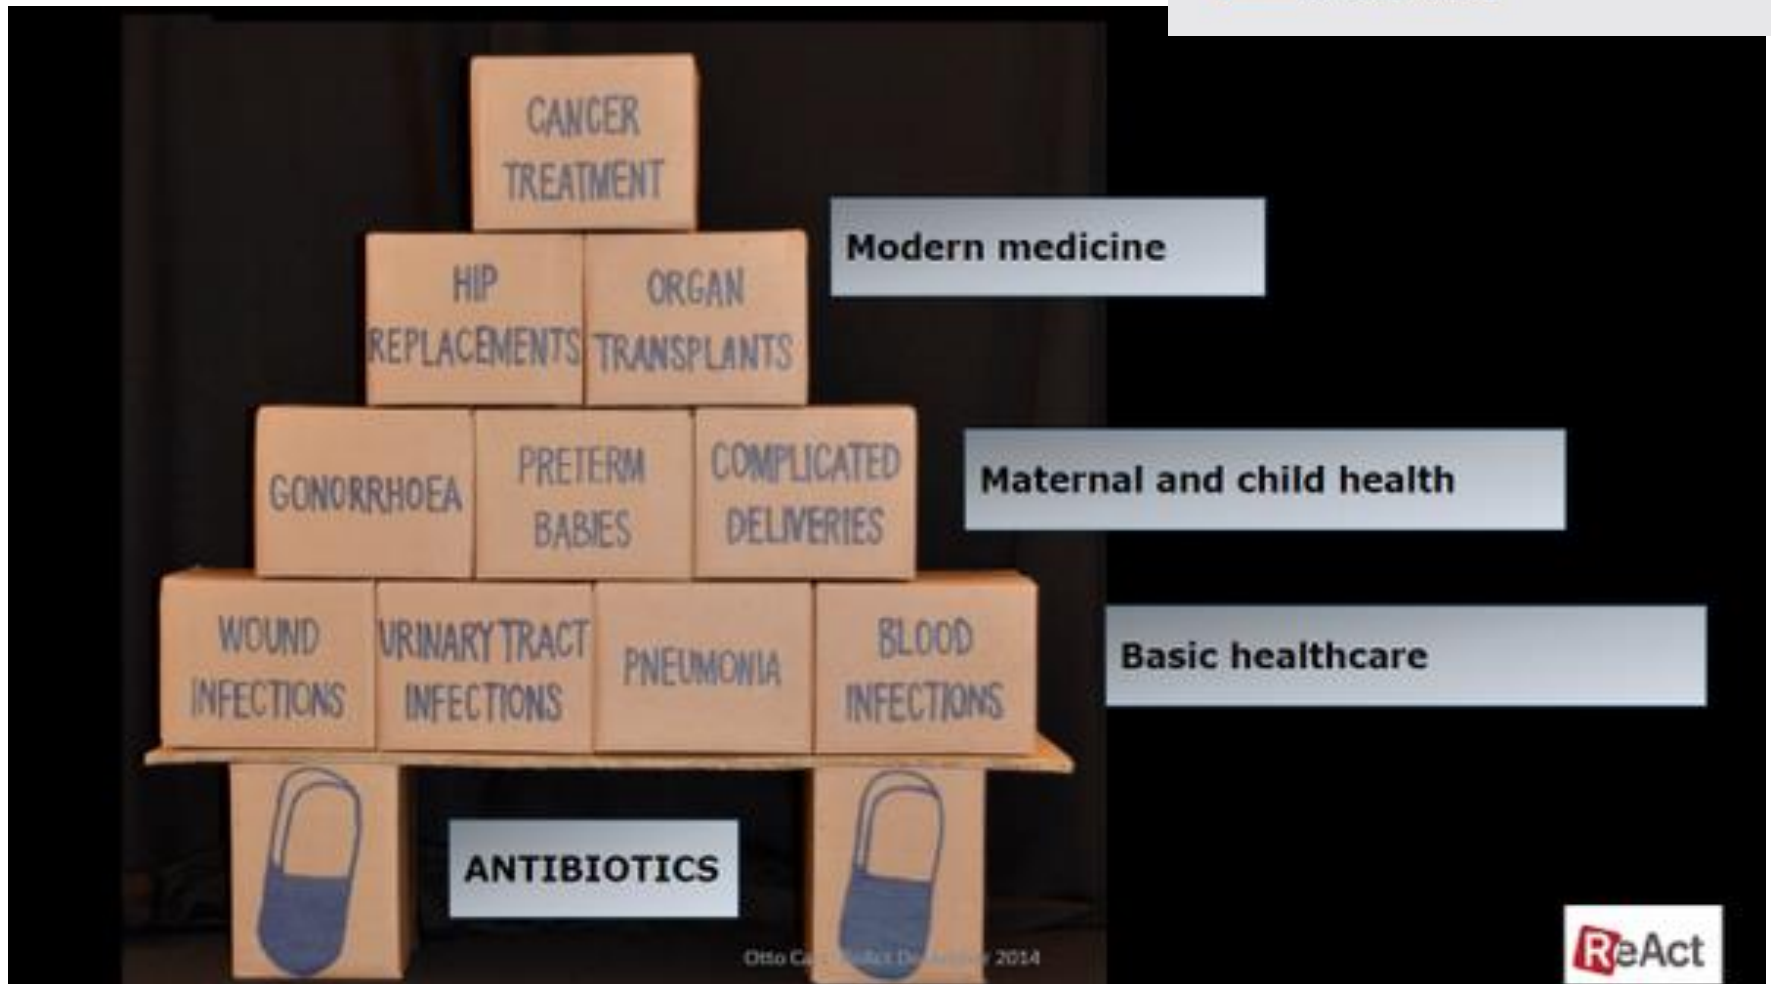 CANCER
TREATMENT
Modern medicine
HIP
REPLACEMENTS
ORGAN
TRANSPLANTS
GONORRHOEA
PRETERM
BABIES
COMPLICATED
DELIVERIES
Maternal and child health
WOUND
INFECTIONS
URINARY TRACT
INFECTIONS
PNEUMONIA
BLOOD
INFECTIONS
Basic healthcare
ANTIBIOTICS
Otto 2014
ReAct